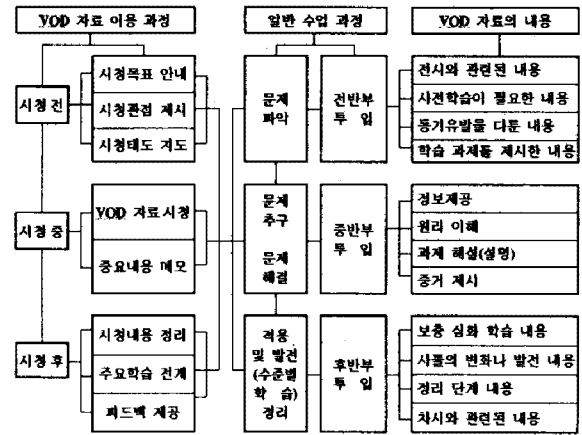 VOD 자료 이용 과정
일반 수업 과정
VOD 자료의 내용
시청 전
시청목표 안내
시청관점 제시
시청태도 지도
문제
파악
전반부
투입
전시와 관련된 내용
사전학습이 필요한 내용
동기유발물 다룬 내용
학습 과제를 제시한 내용
시청 중
VOD 자료 시청
중요내용 메모
문제
추구
문제
해결
중반부
투입
정보제공
원리 이해
과제 해설(설명)
증거 제시
시청 후
시청내용 정리
주요학습 전개
피드백 제공
적용
및 발전
(수준별
학 습)
정리
후반부
투입
보충 심화 학습 내용
사물의 변화나 발전 내용
정리 단계 내용
차시와 관련된 내용